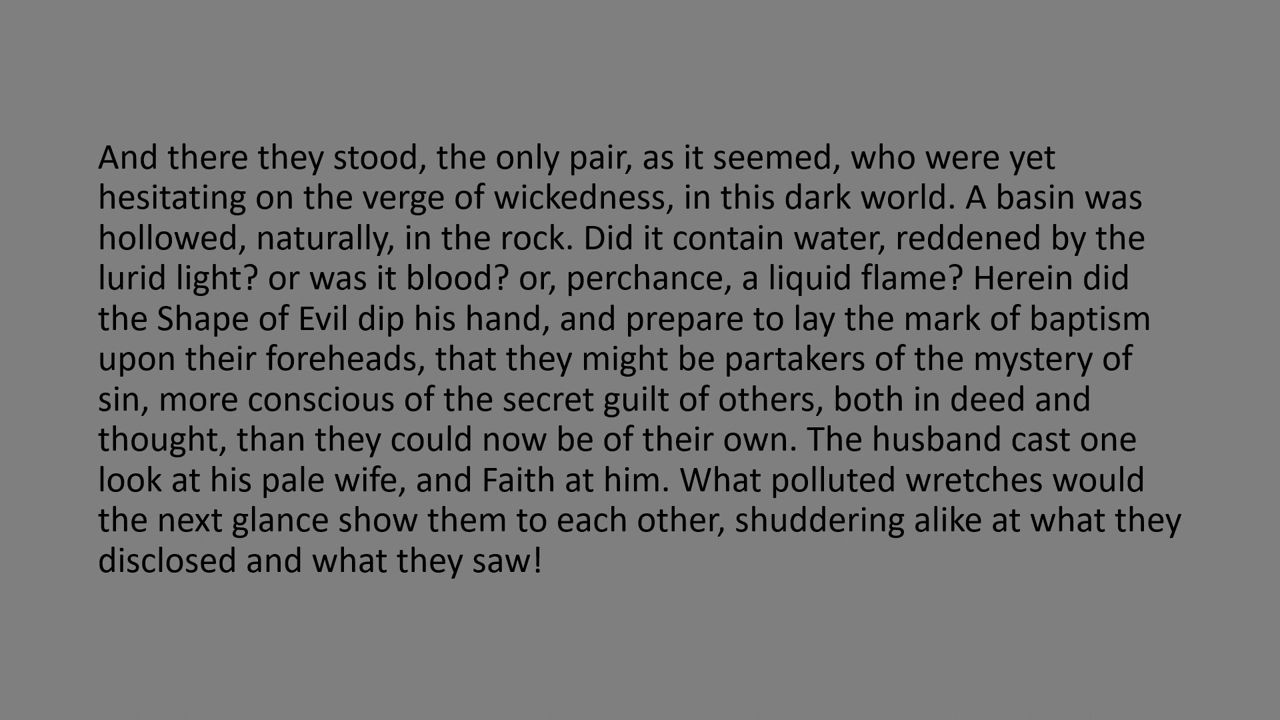 And there they stood, the only pair, as it seemed, who were yet
hesitating on the verge of wickedness, in this dark world. A basin was
hollowed, naturally, in the rock. Did it contain water, reddened by the
lurid light? or was it blood? or, perchance, a liquid flame? Herein did
the Shape of Evil dip his hand, and prepare to lay the mark of baptism
upon their foreheads, that they might be partakers of the mystery of
sin, more conscious of the secret guilt of others, both in deed and
thought, than they could now be of their own. The husband cast one
look at his pale wife, and Faith at him. What polluted wretches would
the next glance show them to each other, shuddering alike at what they
disclosed and what they saw!